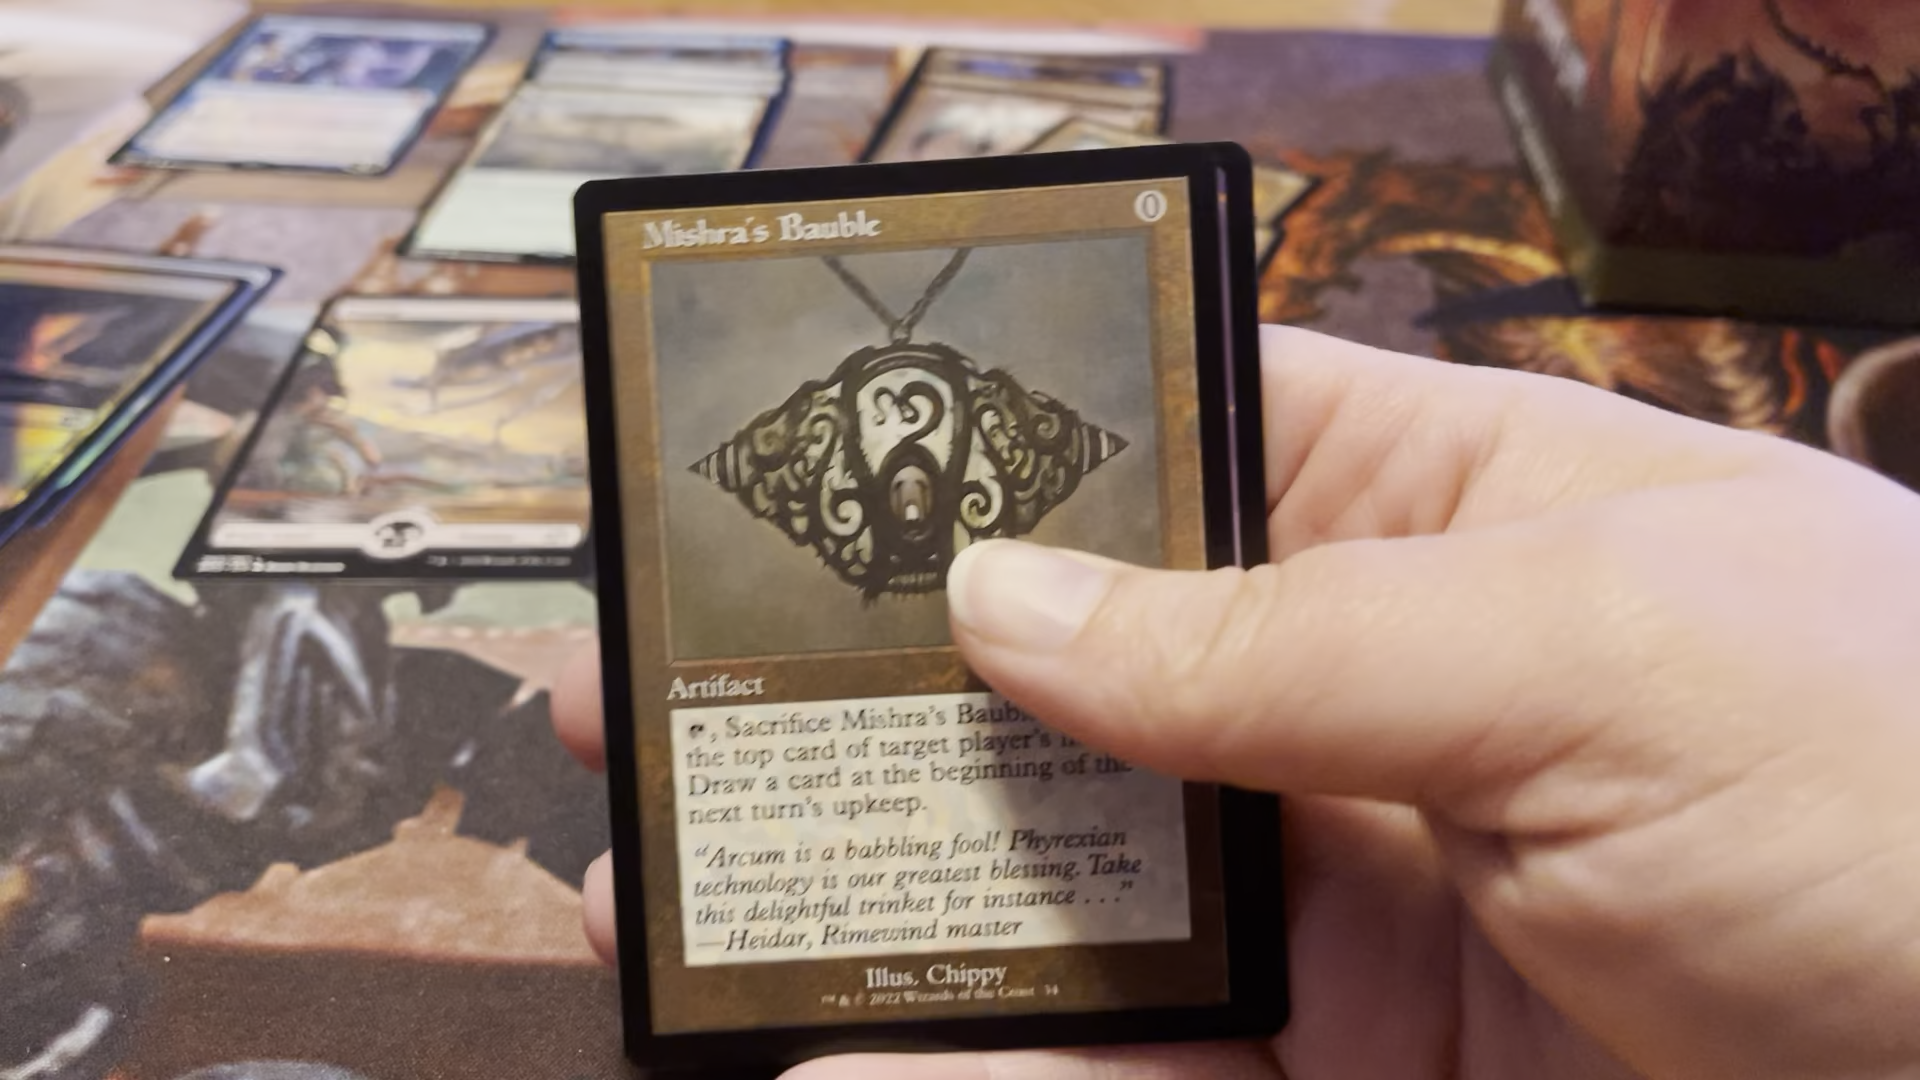 Mishra's Bauble
0
Artifact
, Sacrifice Mishra's Baub
the top card of target player's
Draw a card at the beginning of the
next turn's upkeep.
"Arcum is a babbling fool! Phyrexian
technology is our greatest blessing. Take
this delightful trinket for instance . . ."
—Heidar, Rimewind master
Illus. Chippy
™ & © 2022 Wizards of the Coast 34